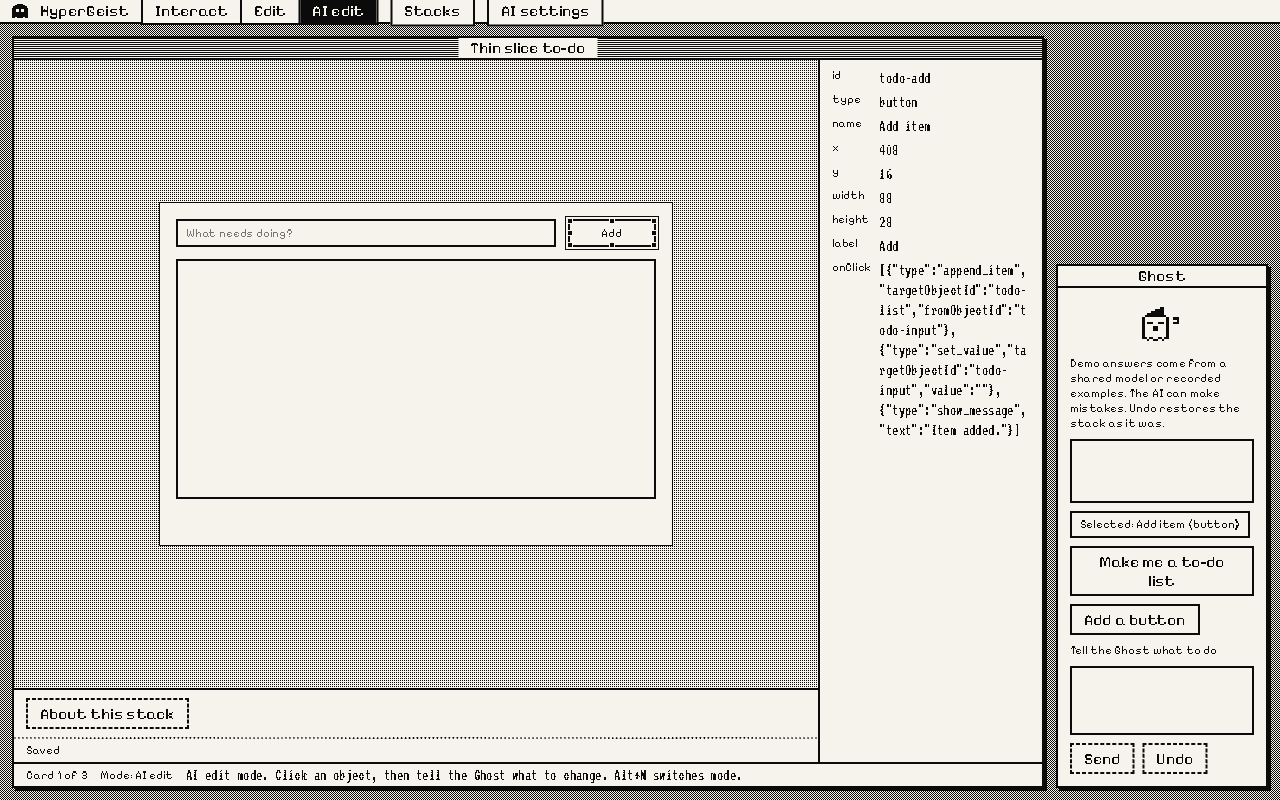 HyperGeist Interact Edit AI edit Stacks AI settings
Thin slice to-do
What needs doing?
Add
id todo-add
type button
name Add item
x 408
y 16
width 88
height 28
label Add
onClick [{"type":"append_item",
"targetObjectId":"todo-
list","fromObjectId":"t
odo-input"},
{"type":"set_value","ta
rgetObjectId":"todo-
input","value":""},
{"type":"show_message",
"text":"Item added."}]
About this stack
Saved
Card 1 of 3 Mode: AI edit AI edit mode. Click an object, then tell the Ghost what to change. Alt+M switches mode.
Ghost
Demo answers come from a
shared model or recorded
examples. The AI can make
mistakes. Undo restores the
stack as it was.
Selected: Add item (button)
Make me a to-do
list
Add a button
Tell the Ghost what to do
Send Undo